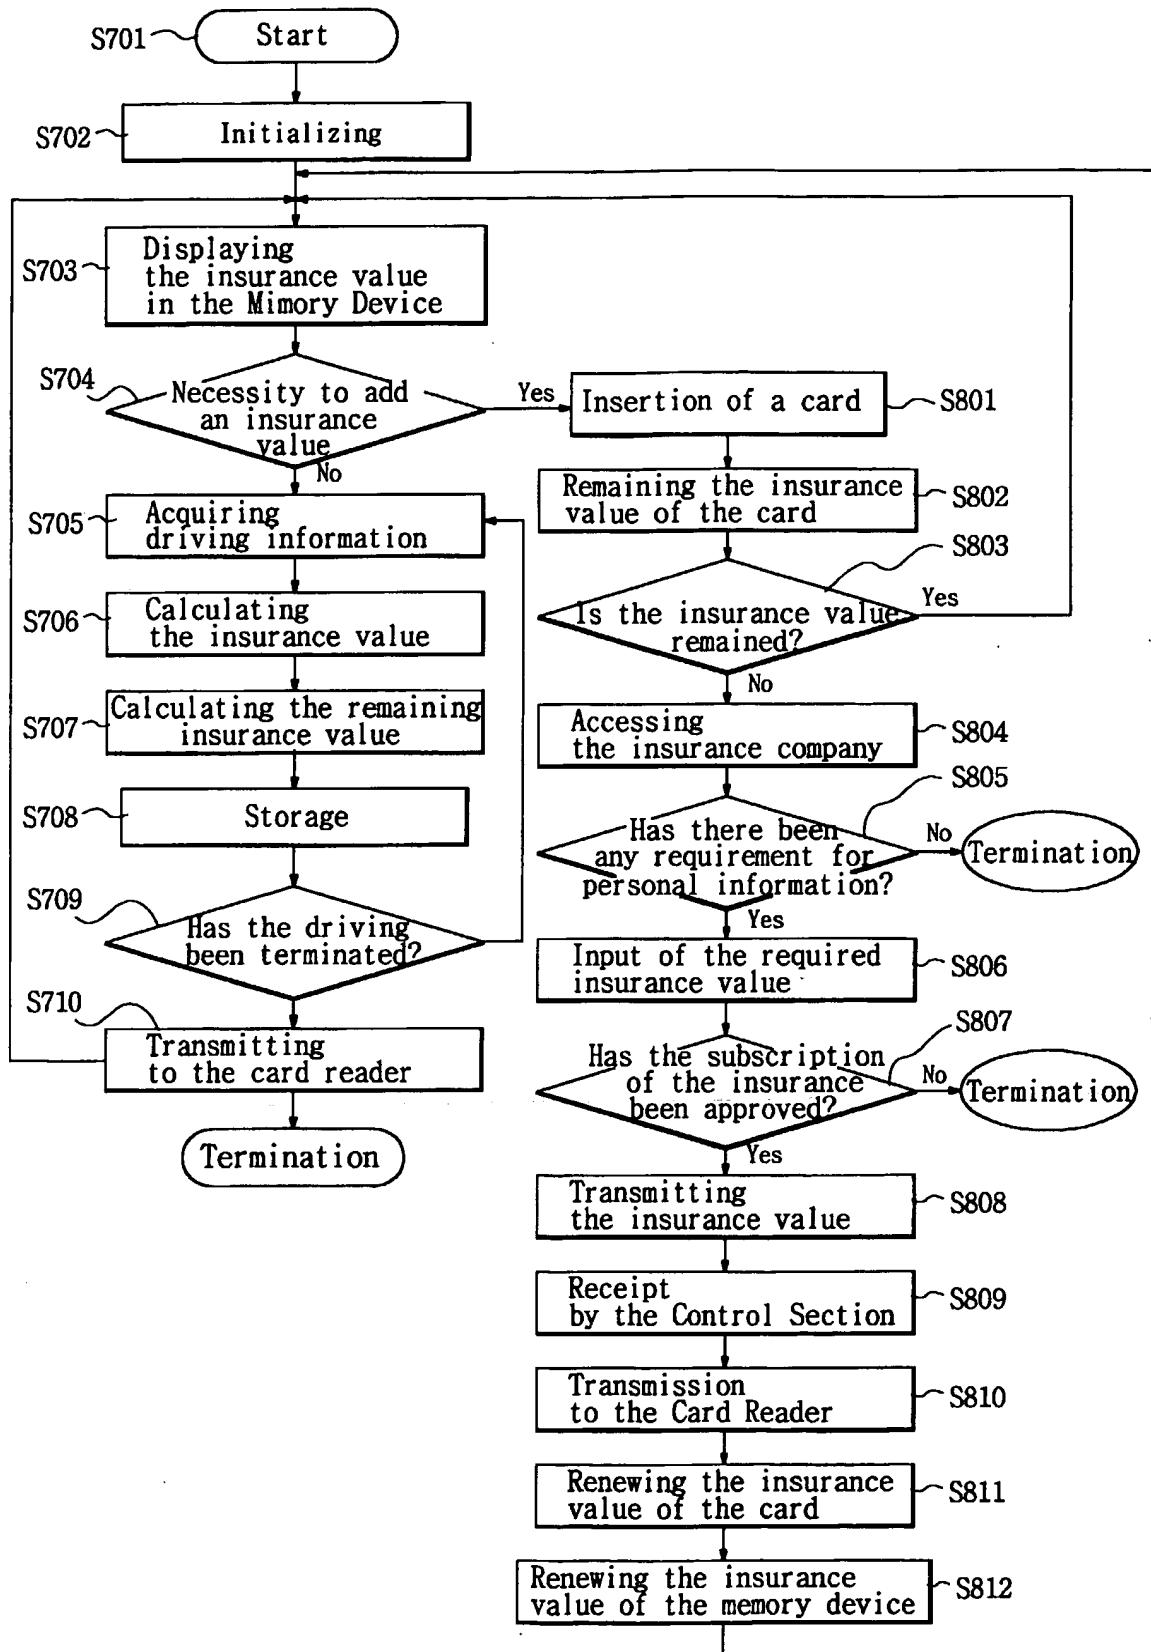 S701
Start
S702
Initializing
S703
Displaying
the insurance value
in the Mimory Device
S704
Necessity to add
an insurance
value
Yes
No
S705
Acquiring
driving information
S706
Calculating
the insurance value
S707
Calculating the remaining
insurance value
S708
Storage
S709
Has the driving
been terminated?
S710
Transmitting
to the card reader
Termination
Insertion of a card
S801
Remaining the insurance
value of the card
S802
S803
Is the insurance value
remained?
Yes
No
Accessing
the insurance company
S804
S805
Has there been
any requirement for
personal information?
No
Termination
Yes
Input of the required
insurance value
S806
S807
Has the subscription
of the insurance
been approved?
No
Termination
Yes
Transmitting
the insurance value
S808
Receipt
by the Control Section
S809
Transmission
to the Card Reader
S810
Renewing the insurance
value of the card
S811
Renewing the insurance
value of the memory device
S812